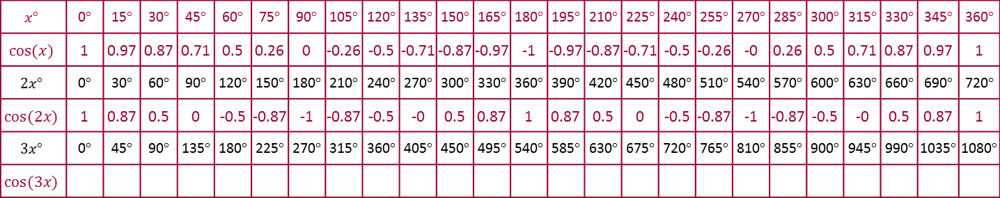 x° 0° 15° 30° 45° 60° 75° 90° 105° 120° 135° 150° 165° 180° 195° 210° 225° 240° 255° 270° 285° 300° 315° 330° 345° 360°
cos(x) 1 0.97 0.87 0.71 0.5 0.26 0 -0.26 -0.5 -0.71 -0.87 -0.97 -1 -0.97 -0.87 -0.71 -0.5 -0.26 -0 0.26 0.5 0.71 0.87 0.97 1
2x° 0° 30° 60° 90° 120° 150° 180° 210° 240° 270° 300° 330° 360° 390° 420° 450° 480° 510° 540° 570° 600° 630° 660° 690° 720°
cos(2x) 1 0.87 0.5 0 -0.5 -0.87 -1 -0.87 -0.5 -0 0.5 0.87 1 0.87 0.5 0 -0.5 -0.87 -1 -0.87 -0.5 -0 0.5 0.87 1
3x° 0° 45° 90° 135° 180° 225° 270° 315° 360° 405° 450° 495° 540° 585° 630° 675° 720° 765° 810° 855° 900° 945° 990° 1035° 1080°
cos(3x)